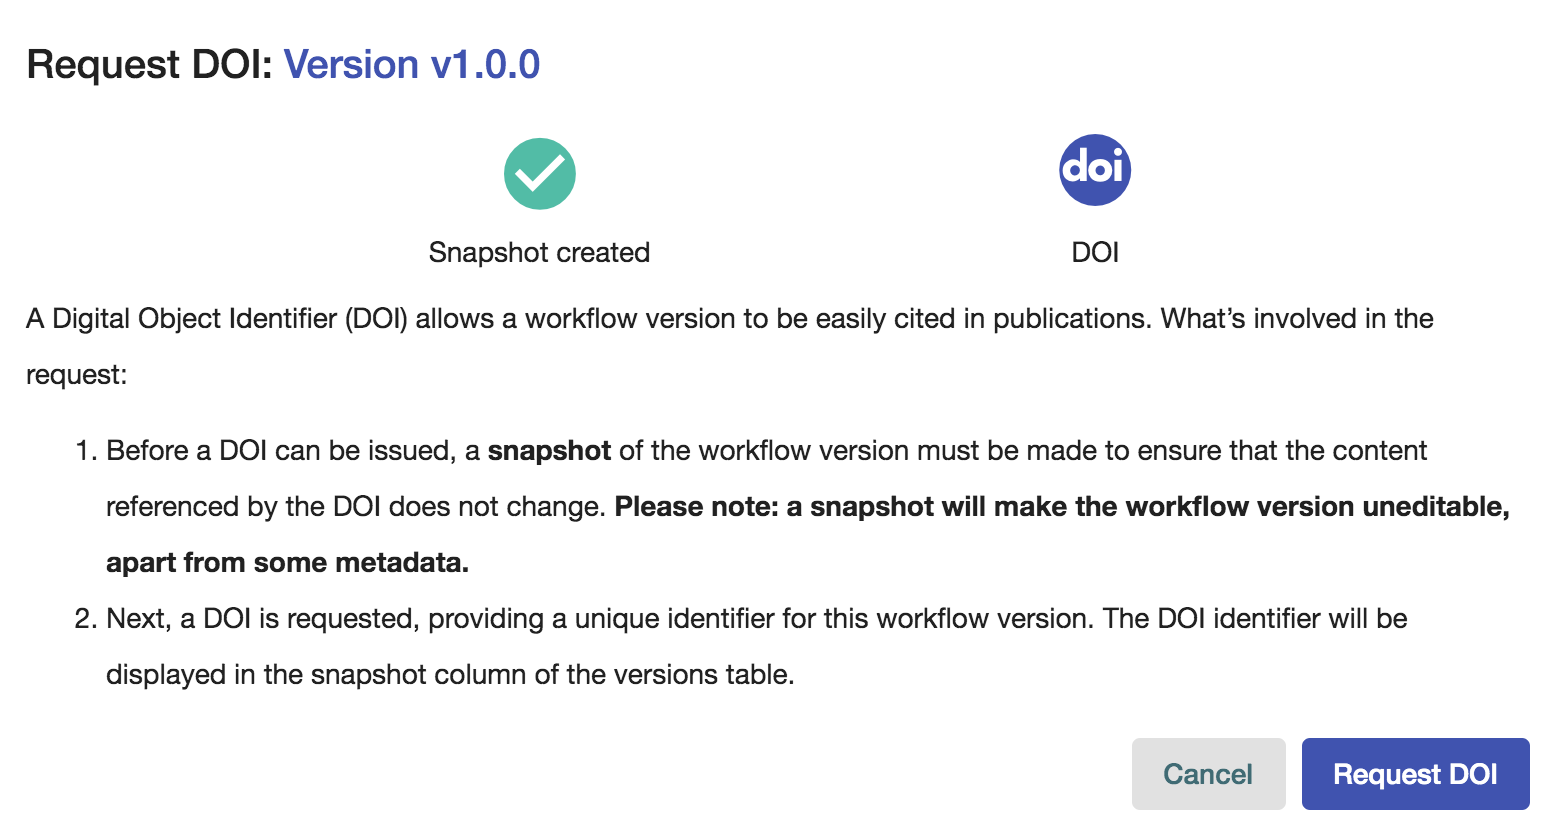 Request DOI: Version v1.0.0
doi
Snapshot created
DOI
A Digital Object Identifier (DOI) allows a workflow version to be easily cited in publications. What’s involved in the
request:
1. Before a DOI can be issued, a snapshot of the workflow version must be made to ensure that the content
referenced by the DOI does not change. Please note: a snapshot will make the workflow version uneditable,
apart from some metadata.
2. Next, a DOI is requested, providing a unique identifier for this workflow version. The DOI identifier will be
displayed in the snapshot column of the versions table.
Cancel
Request DOI